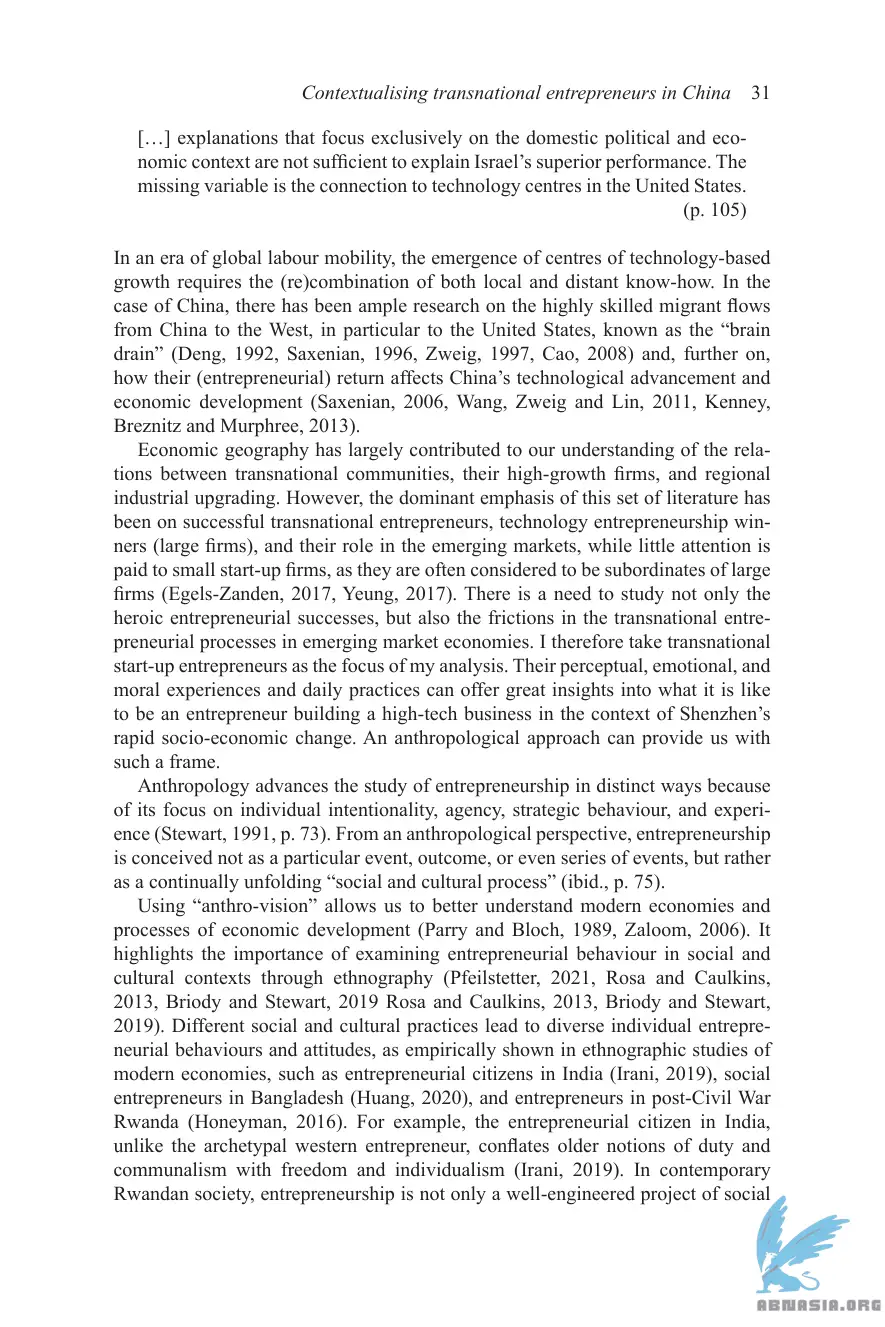 Contextualising transnational entrepreneurs in China 31
[…] explanations that focus exclusively on the domestic political and eco-
nomic context are not sufficient to explain Israel’s superior performance. The
missing variable is the connection to technology centres in the United States.
(p. 105)
In an era of global labour mobility, the emergence of centres of technology-based
growth requires the (re)combination of both local and distant know-how. In the
case of China, there has been ample research on the highly skilled migrant flows
from China to the West, in particular to the United States, known as the “brain
drain” (Deng, 1992, Saxenian, 1996, Zweig, 1997, Cao, 2008) and, further on,
how their (entrepreneurial) return affects China’s technological advancement and
economic development (Saxenian, 2006, Wang, Zweig and Lin, 2011, Kenney,
Breznitz and Murphree, 2013).
Economic geography has largely contributed to our understanding of the rela-
tions between transnational communities, their high-growth firms, and regional
industrial upgrading. However, the dominant emphasis of this set of literature has
been on successful transnational entrepreneurs, technology entrepreneurship win-
ners (large firms), and their role in the emerging markets, while little attention is
paid to small start-up firms, as they are often considered to be subordinates of large
firms (Egels-Zanden, 2017, Yeung, 2017). There is a need to study not only the
heroic entrepreneurial successes, but also the frictions in the transnational entre-
preneurial processes in emerging market economies. I therefore take transnational
start-up entrepreneurs as the focus of my analysis. Their perceptual, emotional, and
moral experiences and daily practices can offer great insights into what it is like
to be an entrepreneur building a high-tech business in the context of Shenzhen’s
rapid socio-economic change. An anthropological approach can provide us with
such a frame.
Anthropology advances the study of entrepreneurship in distinct ways because
of its focus on individual intentionality, agency, strategic behaviour, and experi-
ence (Stewart, 1991, p. 73). From an anthropological perspective, entrepreneurship
is conceived not as a particular event, outcome, or even series of events, but rather
as a continually unfolding “social and cultural process” (ibid., p. 75).
Using “anthro-vision” allows us to better understand modern economies and
processes of economic development (Parry and Bloch, 1989, Zaloom, 2006). It
highlights the importance of examining entrepreneurial behaviour in social and
cultural contexts through ethnography (Pfeilstetter, 2021, Rosa and Caulkins,
2013, Briody and Stewart, 2019 Rosa and Caulkins, 2013, Briody and Stewart,
2019). Different social and cultural practices lead to diverse individual entrepre-
neurial behaviours and attitudes, as empirically shown in ethnographic studies of
modern economies, such as entrepreneurial citizens in India (Irani, 2019), social
entrepreneurs in Bangladesh (Huang, 2020), and entrepreneurs in post-Civil War
Rwanda (Honeyman, 2016). For example, the entrepreneurial citizen in India,
unlike the archetypal western entrepreneur, conflates older notions of duty and
communalism with freedom and individualism (Irani, 2019). In contemporary
Rwandan society, entrepreneurship is not only a well-engineered project of social
ABNASIA.ORG